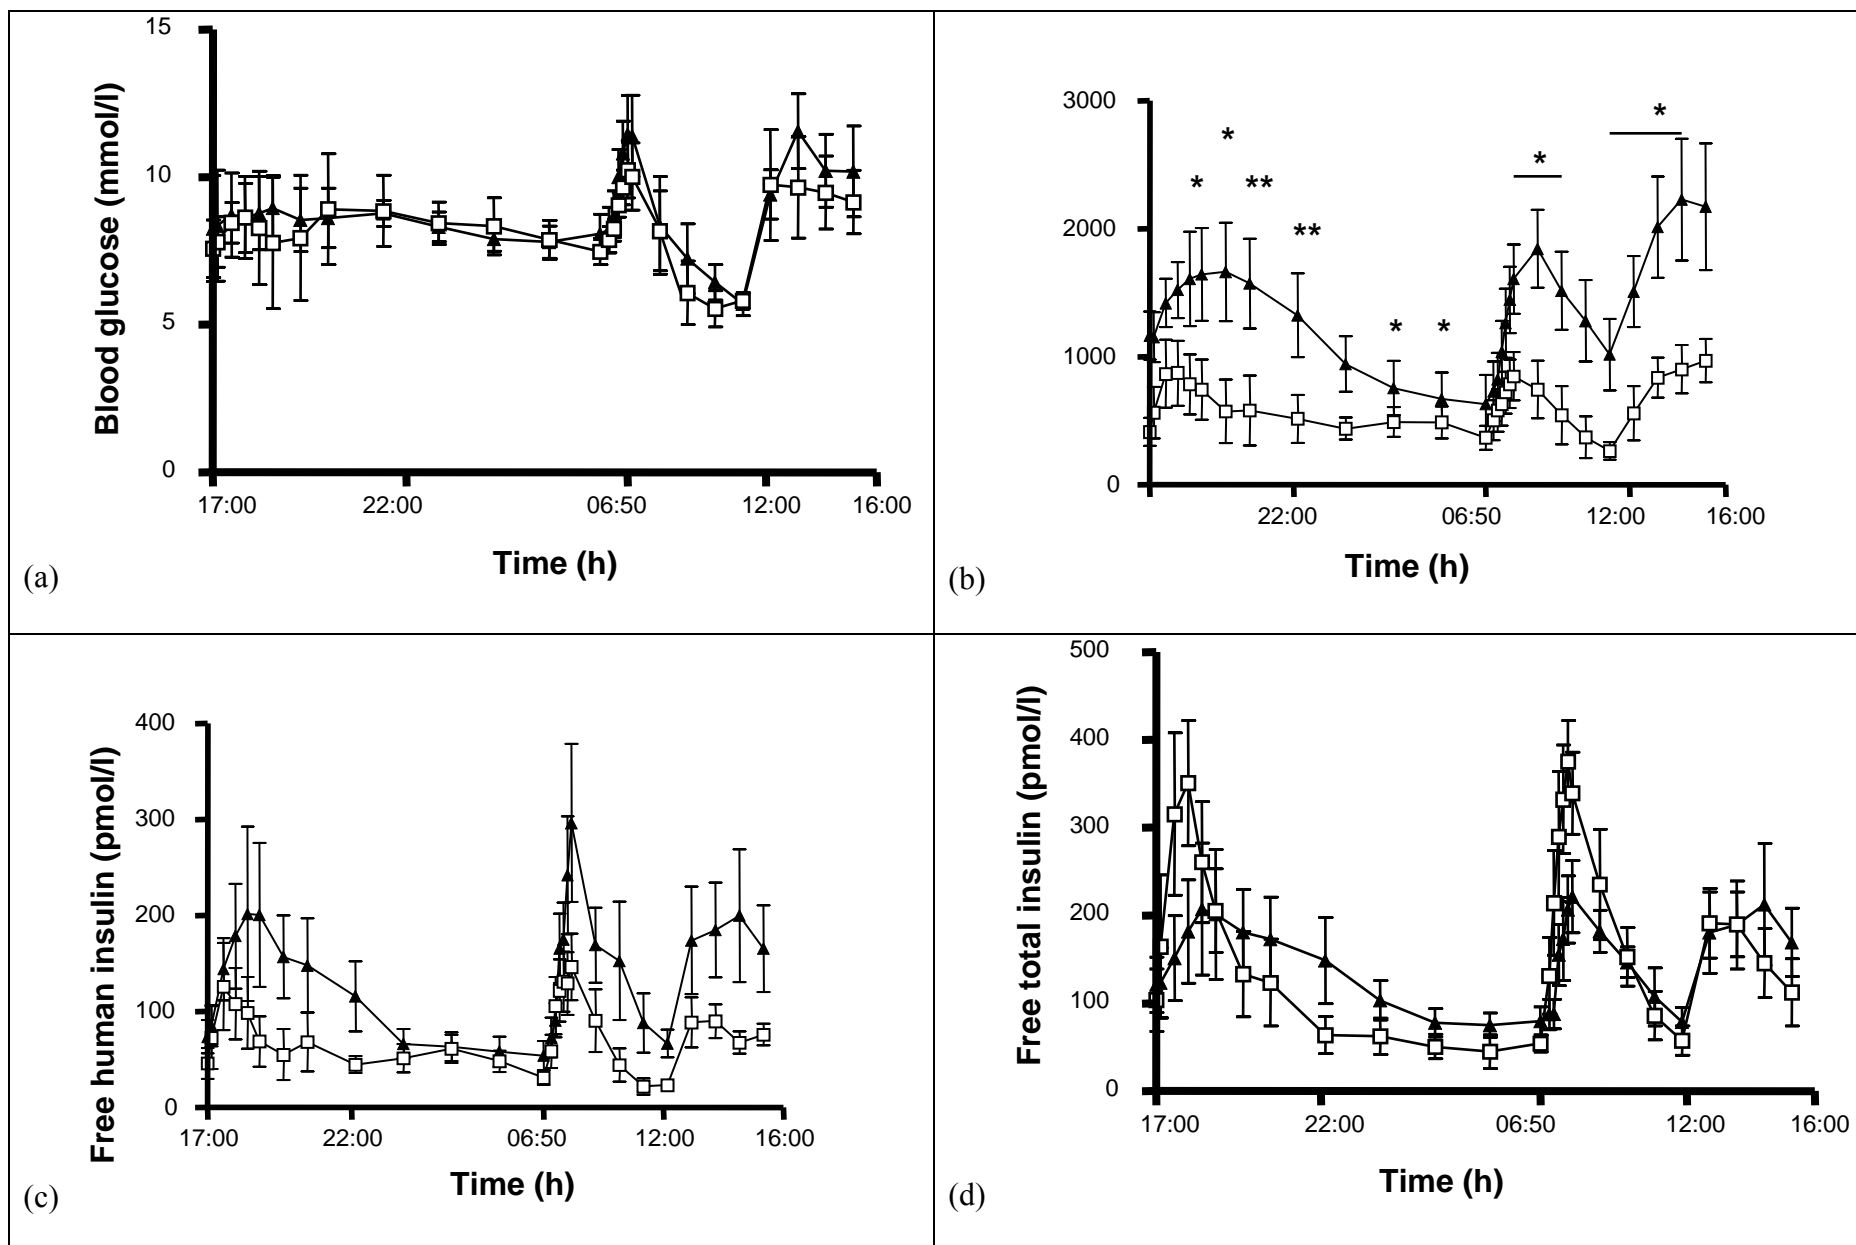 15
10
5
0
Blood glucose (mmol/l)
17:00 22:00 06:50 12:00 16:00
Time (h)
(a)
3000
2000
1000
0
* * ** ** * * * *
22:00 06:50 12:00 16:00
Time (h)
(b)
400
300
200
100
0
Free human insulin (pmol/l)
17:00 22:00 06:50 12:00 16:00
Time (h)
(c)
500
400
300
200
100
0
Free total insulin (pmol/l)
17:00 22:00 06:50 12:00 16:00
Time (h)
(d)